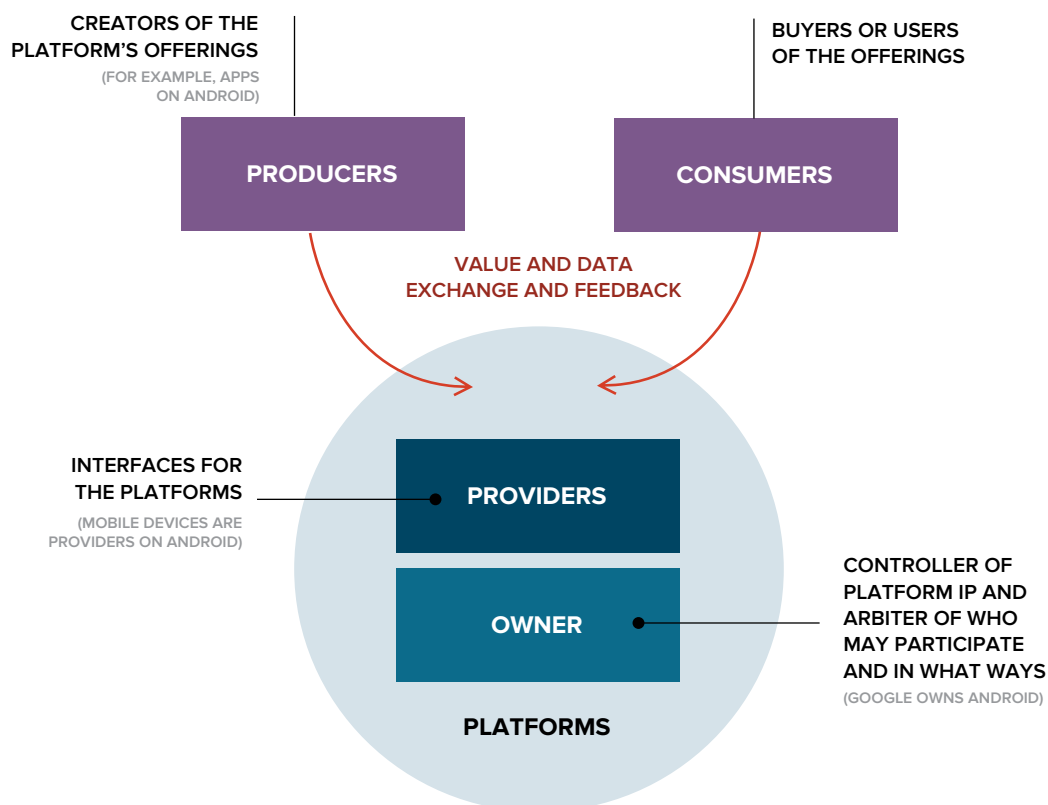 CREATORS OF THE
PLATFORM’S OFFERINGS
(FOR EXAMPLE, APPS
ON ANDROID)
BUYERS OR USERS
OF THE OFFERINGS
PRODUCERS
CONSUMERS
VALUE AND DATA
EXCHANGE AND FEEDBACK
INTERFACES FOR
THE PLATFORMS
(MOBILE DEVICES ARE
PROVIDERS ON ANDROID)
PROVIDERS
OWNER
CONTROLLER OF
PLATFORM IP AND
ARBITER OF WHO
MAY PARTICIPATE
AND IN WHAT WAYS
(GOOGLE OWNS ANDROID)
PLATFORMS